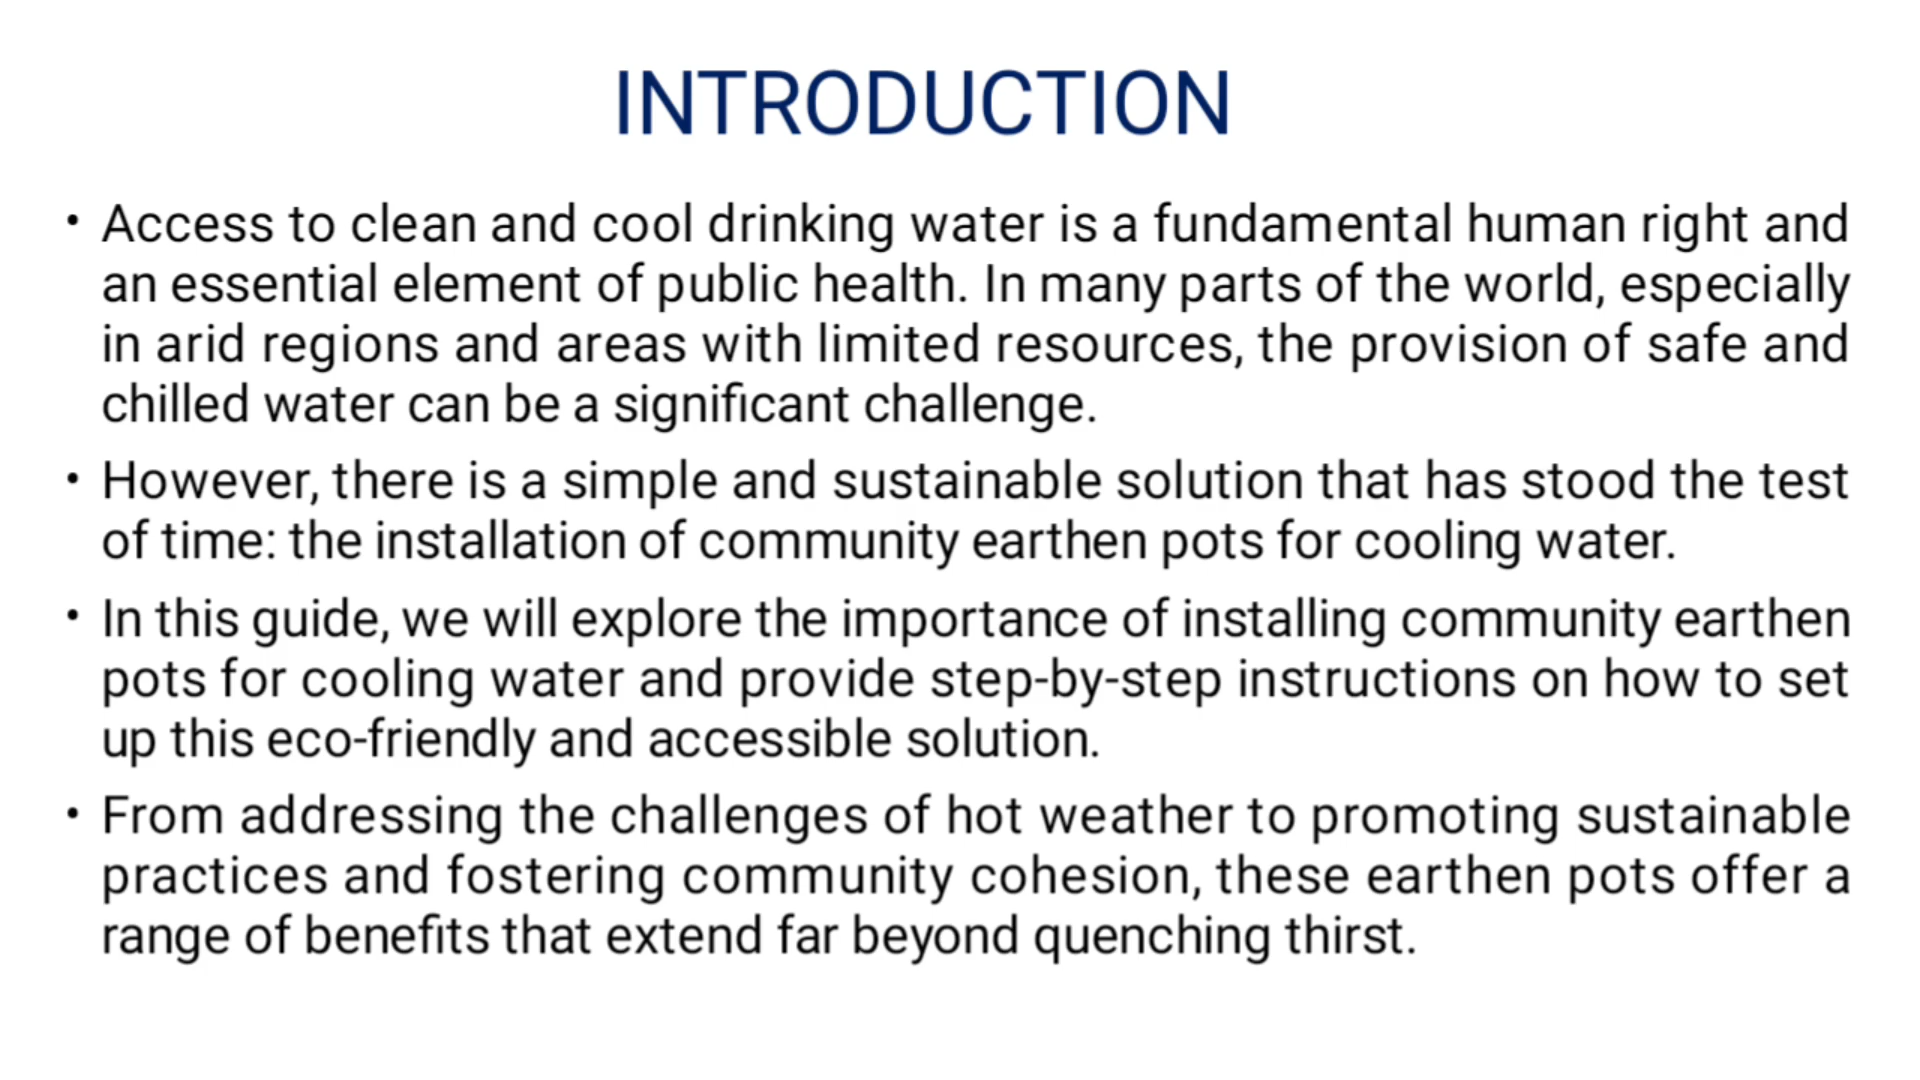 INTRODUCTION
• Access to clean and cool drinking water is a fundamental human right and
an essential element of public health. In many parts of the world, especially
in arid regions and areas with limited resources, the provision of safe and
chilled water can be a significant challenge.
• However, there is a simple and sustainable solution that has stood the test
of time: the installation of community earthen pots for cooling water.
• In this guide, we will explore the importance of installing community earthen
pots for cooling water and provide step-by-step instructions on how to set
up this eco-friendly and accessible solution.
• From addressing the challenges of hot weather to promoting sustainable
practices and fostering community cohesion, these earthen pots offer a
range of benefits that extend far beyond quenching thirst.